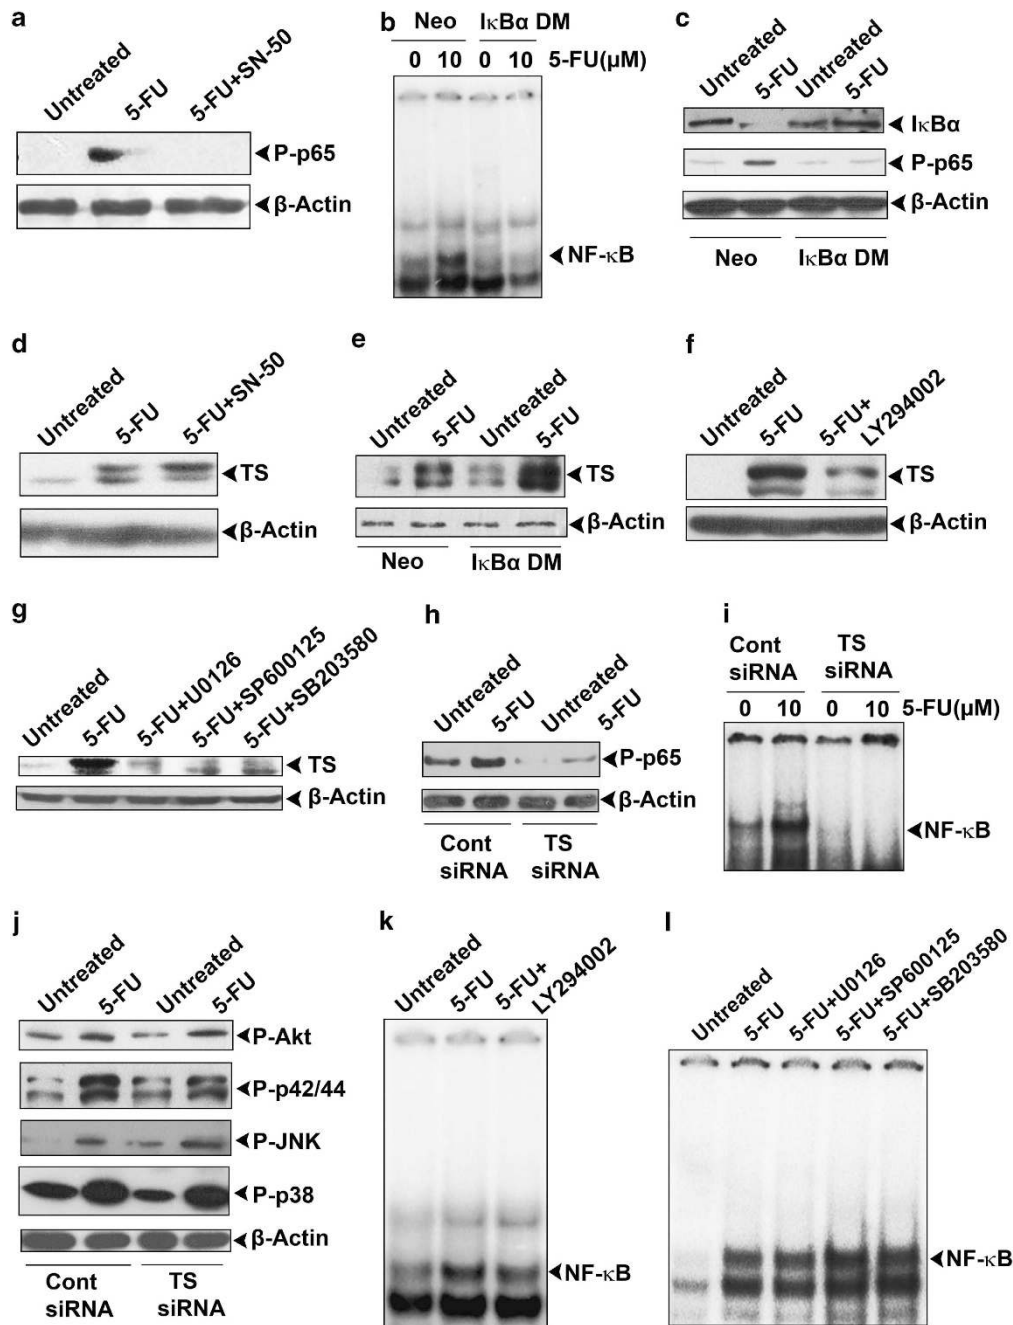 a
Untreated
5-FU
5-FU+SN-50
P-p65
β-Actin
b
Neo IκBα DM
0 10 0 10 5-FU(µM)
NF-κB
c
Untreated
5-FU
Untreated
5-FU
IκBα
P-p65
β-Actin
Neo IκBα DM
d
Untreated
5-FU
5-FU+SN-50
TS
β-Actin
e
Untreated
5-FU
Untreated
5-FU
TS
β-Actin
Neo IκBα DM
f
Untreated
5-FU
5-FU+
LY294002
TS
β-Actin
g
Untreated
5-FU
5-FU+U0126
5-FU+SP600125
5-FU+SB203580
TS
β-Actin
h
Untreated
5-FU
Untreated
5-FU
P-p65
β-Actin
Cont TS
siRNA siRNA
i
Cont TS
siRNA siRNA
0 10 0 10 5-FU(µM)
NF-κB
j
Untreated
5-FU
Untreated
5-FU
P-Akt
P-p42/44
P-JNK
P-p38
β-Actin
Cont TS
siRNA siRNA
k
Untreated
5-FU
5-FU+
LY294002
NF-κB
l
Untreated
5-FU
5-FU+U0126
5-FU+SP600125
5-FU+SB203580
NF-κB